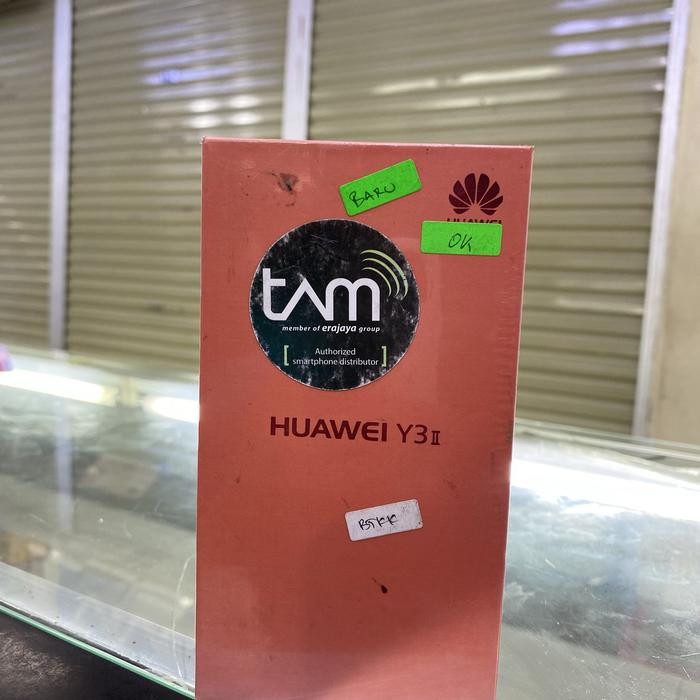 BARU
HUAWEI
OK
tam
member of erajaya group
[ Authorized
smartphone distributor ]
HUAWEI Y3II